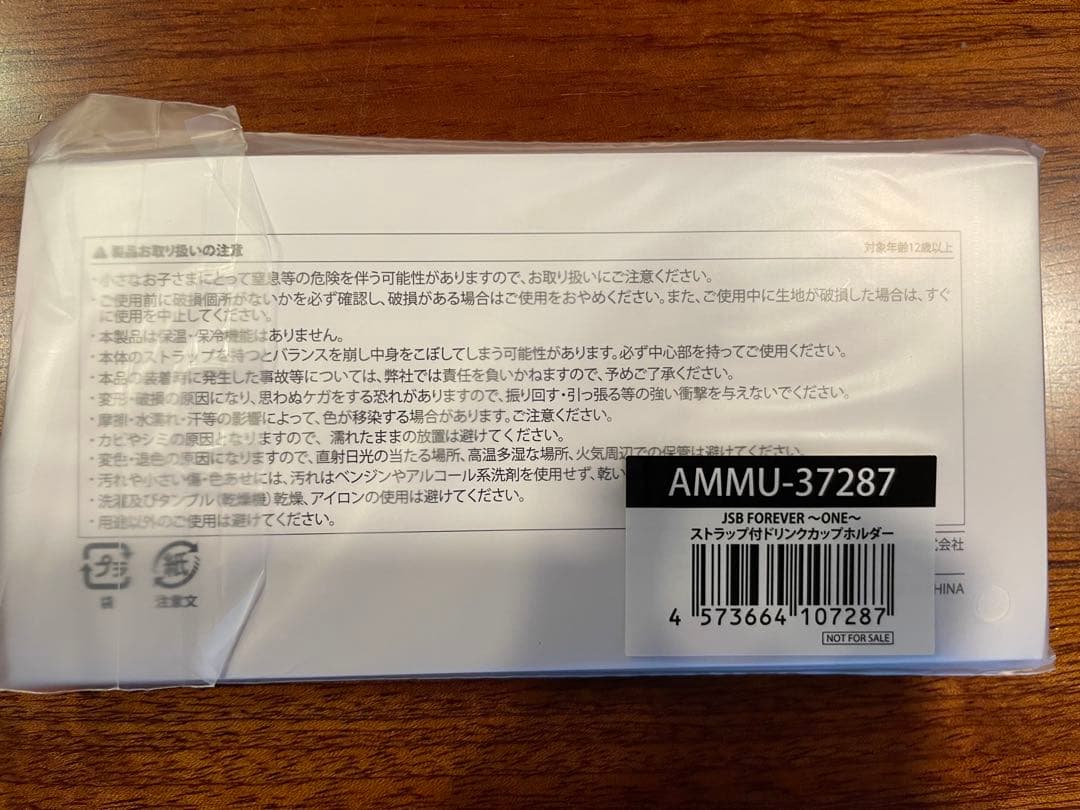 ▲製品お取り扱いの注意
対象年齢12歳以上
・小さなお子さまにとって窒息等の危険を伴う可能性がありますので、お取り扱いにご注意ください。
・ご使用前に破損個所がないかを必ず確認し、破損がある場合はご使用をおやめください。また、ご使用中に生地が破損した場合は、すぐ
に使用を中止してください。
・本製品は保温・保冷機能はありません。
・本体のストラップを持つとバランスを崩し中身をこぼしてしまう可能性があります。必ず中心部を持ってご使用ください。
・本品の装着時に発生した事故等については、弊社では責任を負いかねますので、予めご了承ください。
・変形・破損の原因になり、思わぬケガをする恐れがありますので、振り回す・引っ張る等の強い衝撃を与えないでください。
・摩擦・水濡れ・汗等の影響によって、色が移染する場合があります。ご注意ください。
・カビやシミの原因となりますので、濡れたままの放置は避けてください。
・変色・退色の原因になりますので、直射日光の当たる場所、高温多湿な場所、火気周辺での保管は避けてください。
・汚れや小さい傷・色あせには、汚れはベンジンやアルコール系洗剤を使用せず、乾い
・洗濯及びタンブル(乾燥機)乾燥、アイロンの使用は避けてください。
・用途以外のご使用は避けてください。
プラ
袋
紙
注意文
式会社
CHINA
AMMU-37287
JSB FOREVER ～ONE～
ストラップ付ドリンクカップホルダー
4 573664 107287
NOT FOR SALE